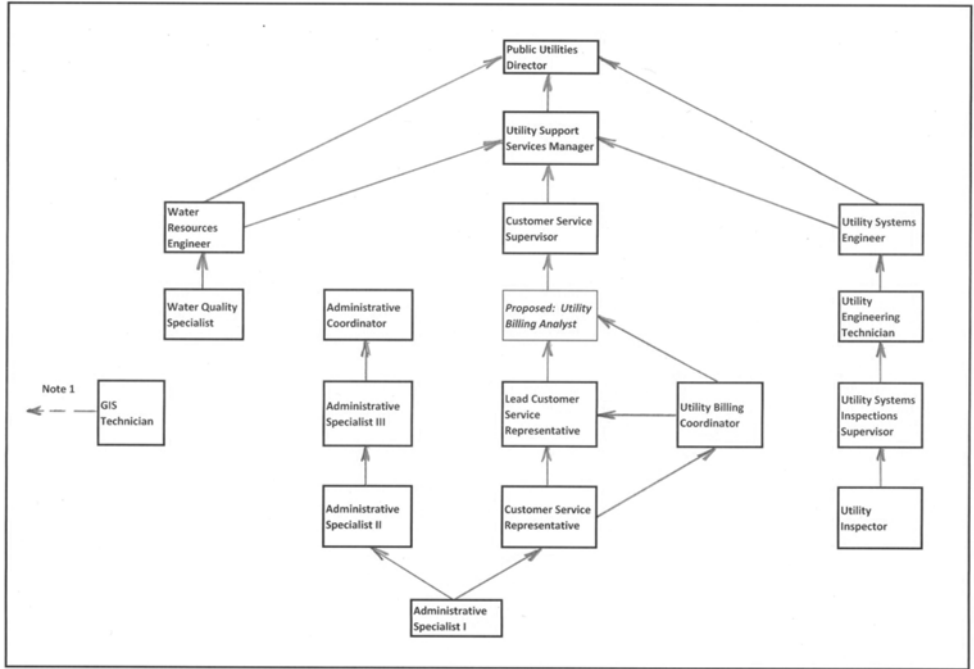 Public Utilities
Director
Utility Support
Services Manager
Water
Resources
Engineer
Customer Service
Supervisor
Utility Systems
Engineer
Water Quality
Specialist
Administrative
Coordinator
Proposed: Utility
Billing Analyst
Utility
Engineering
Technician
Note 1
GIS
Technician
Administrative
Specialist III
Lead Customer
Service
Representative
Utility Billing
Coordinator
Utility Systems
Inspections
Supervisor
Administrative
Specialist II
Customer Service
Representative
Utility
Inspector
Administrative
Specialist I